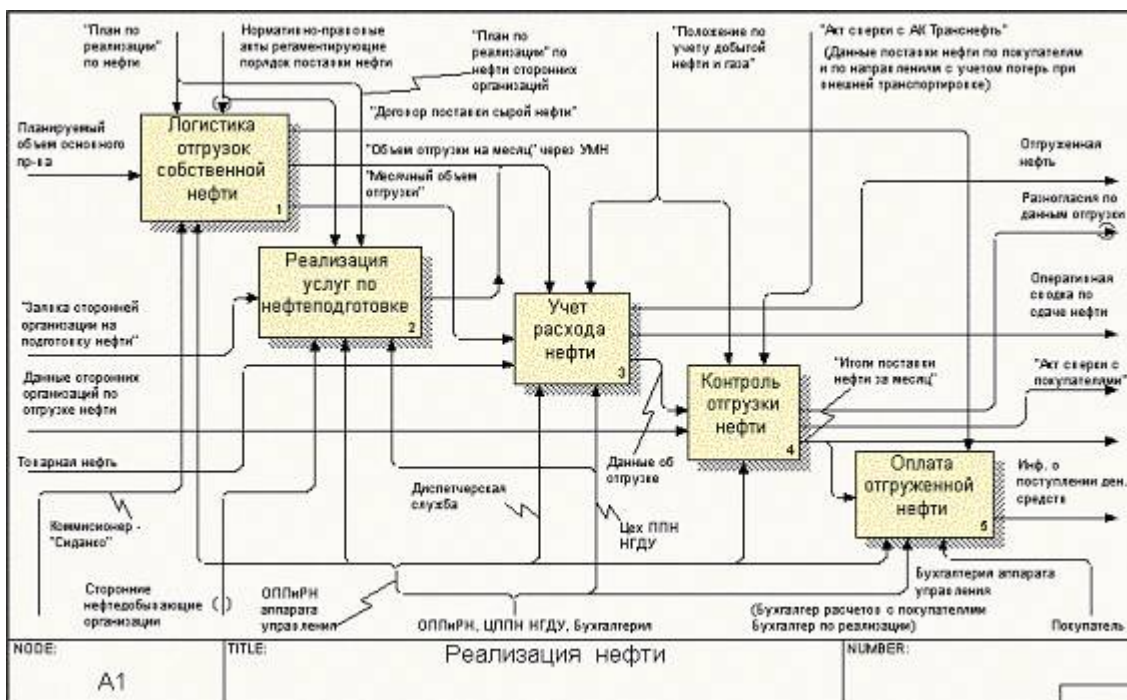 "План по
реализации"
по нефти
Нормативно-правовые
акты регаментирующие
порядок поставки нефти
"План по
реализации" по
нефти сторонних
организаций
"Положение по
учету добытой
нефти и газа"
"Акт сверки с АК Транснефть"
(Данные поставки нефти по покупателям
и по направлениям с учетом потерь при
внешней транспортировке)
"Договор поставки сырой нефти"
Планируемый
объем основного
пр-ва
Логистика
отгрузок
собственной
нефти
1
"Объем отгрузки на месяц" через УМН
"Месячный объем
отгрузки"
Отгруженная
нефть
Разногласия по
данным отгрузки
Реализация
услуг по
нефтеподготовке
2
"Заявка сторонней
организации на
подготовку нефти"
Учет
расхода
нефти
3
Оперативная
сводка по
сдаче нефти
Данные сторонних
организаций по
отгрузке нефти
Контроль
отгрузки
нефти
4
"Итоги поставки
нефти за месяц"
"Акт сверки с
покупателями"
Товарная нефть
Данные об
отгрузке
Оплата
отгруженной
нефти
5
Инф. о
поступлении ден.
средств
Коммисионер -
"Сиданко"
Диспетчерская
служба
Цех ППН
НГДУ
Сторонние
нефтедобывающие
организации
ОППиРН
аппарата
управления
ОППиРН, ЦППН НГДУ, Бухгалтерия
Бухгалтерия аппарата
управления
(Бухгалтер расчетов с покупателями
Бухгалтер по реализации)
Покупатель
NODE:
A1
TITLE:
Реализация нефти
NUMBER: